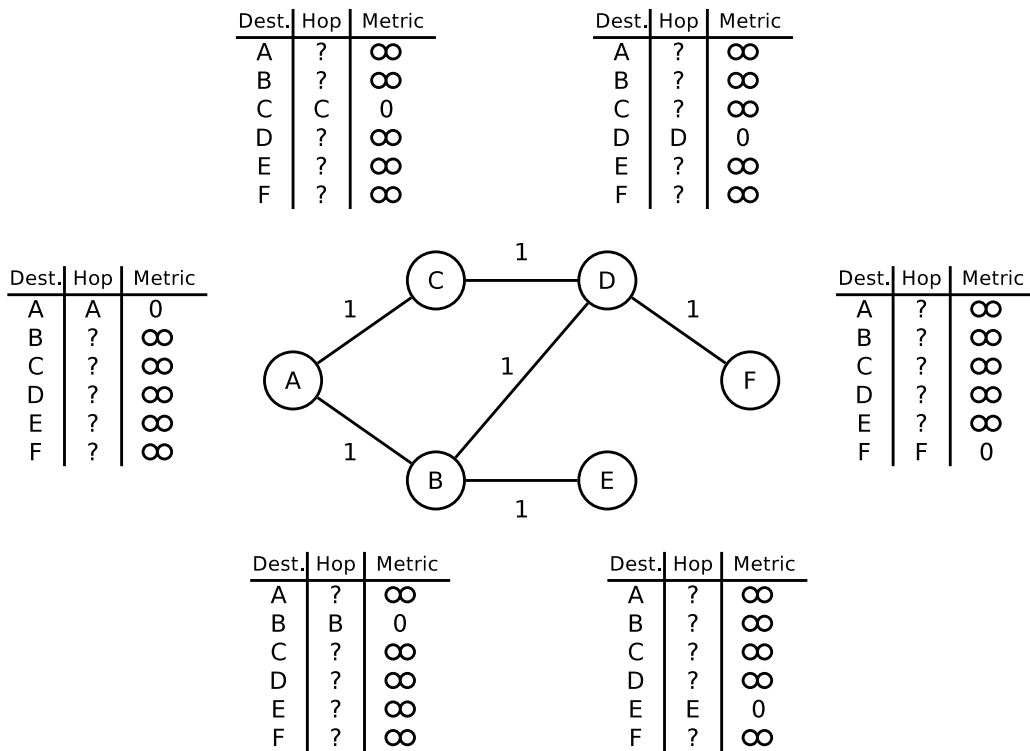 Dest. Hop Metric
A ? ∞
B ? ∞
C C 0
D ? ∞
E ? ∞
F ? ∞
Dest. Hop Metric
A ? ∞
B ? ∞
C ? ∞
D D 0
E ? ∞
F ? ∞
Dest. Hop Metric
A A 0
B ? ∞
C ? ∞
D ? ∞
E ? ∞
F ? ∞
1
C D
1 1
A 1 F
1
B E
1
Dest. Hop Metric
A ? ∞
B ? ∞
C ? ∞
D ? ∞
E ? ∞
F F 0
Dest. Hop Metric
A ? ∞
B B 0
C ? ∞
D ? ∞
E ? ∞
F ? ∞
Dest. Hop Metric
A ? ∞
B ? ∞
C ? ∞
D ? ∞
E E 0
F ? ∞